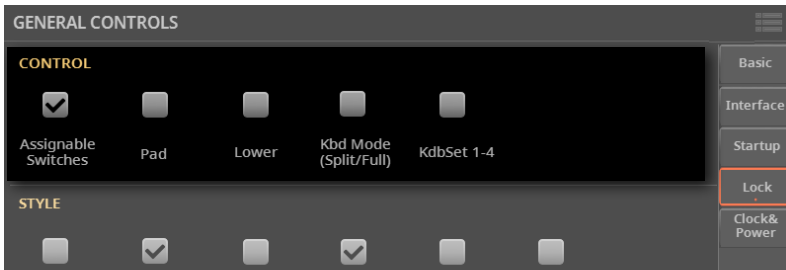 GENERAL CONTROLS
CONTROL
Assignable
Switches
Pad
Lower
Kbd Mode
(Split/Full)
KdbSet 1-4
STYLE
Basic
Interface
Startup
Lock
Clock&
Power